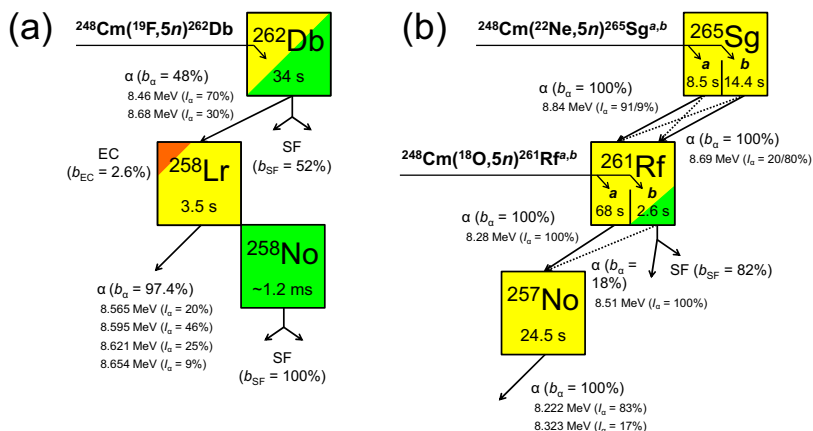 (a)
²⁴⁸Cm(¹⁹F,5n)²⁶²Db
²⁶²Db
34 s
α (bα = 48%)
8.46 MeV (Iα = 70%)
8.68 MeV (Iα = 30%)
SF
(bSF = 52%)
EC
(bEC = 2.6%)
²⁵⁸Lr
3.5 s
²⁵⁸No
~1.2 ms
α (bα = 97.4%)
8.565 MeV (Iα = 20%)
8.595 MeV (Iα = 46%)
8.621 MeV (Iα = 25%)
8.654 MeV (Iα = 9%)
SF
(bSF = 100%)
(b)
²⁴⁸Cm(²²Ne,5n)²⁶⁵Sgᵃ,ᵇ
²⁶⁵Sg
a b
8.5 s 14.4 s
α (bα = 100%)
8.84 MeV (Iα = 91/9%)
α (bα = 100%)
8.69 MeV (Iα = 20/80%)
²⁴⁸Cm(¹⁸O,5n)²⁶¹Rfᵃ,ᵇ
²⁶¹Rf
a b
68 s 2.6 s
α (bα = 100%)
8.28 MeV (Iα = 100%)
α (bα =
18%)
8.51 MeV (Iα = 100%)
SF (bSF = 82%)
²⁵⁷No
24.5 s
α (bα = 100%)
8.222 MeV (Iα = 83%)
8.323 MeV (Iα = 17%)